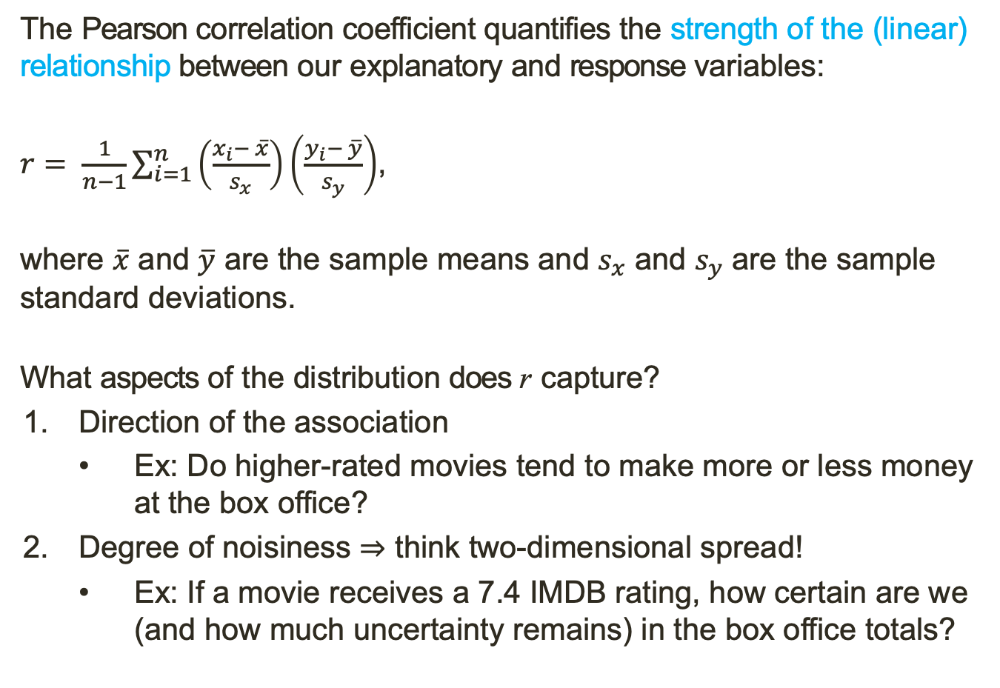 The Pearson correlation coefficient quantifies the strength of the (linear)
relationship between our explanatory and response variables:
r = \frac{1}{n-1} \sum_{i=1}^{n} \left( \frac{x_i - \bar{x}}{s_x} \right) \left( \frac{y_i - \bar{y}}{s_y} \right),
where x̄ and ȳ are the sample means and s_x and s_y are the sample
standard deviations.
What aspects of the distribution does r capture?
1. Direction of the association
• Ex: Do higher-rated movies tend to make more or less money
at the box office?
2. Degree of noisiness ⇒ think two-dimensional spread!
• Ex: If a movie receives a 7.4 IMDB rating, how certain are we
(and how much uncertainty remains) in the box office totals?